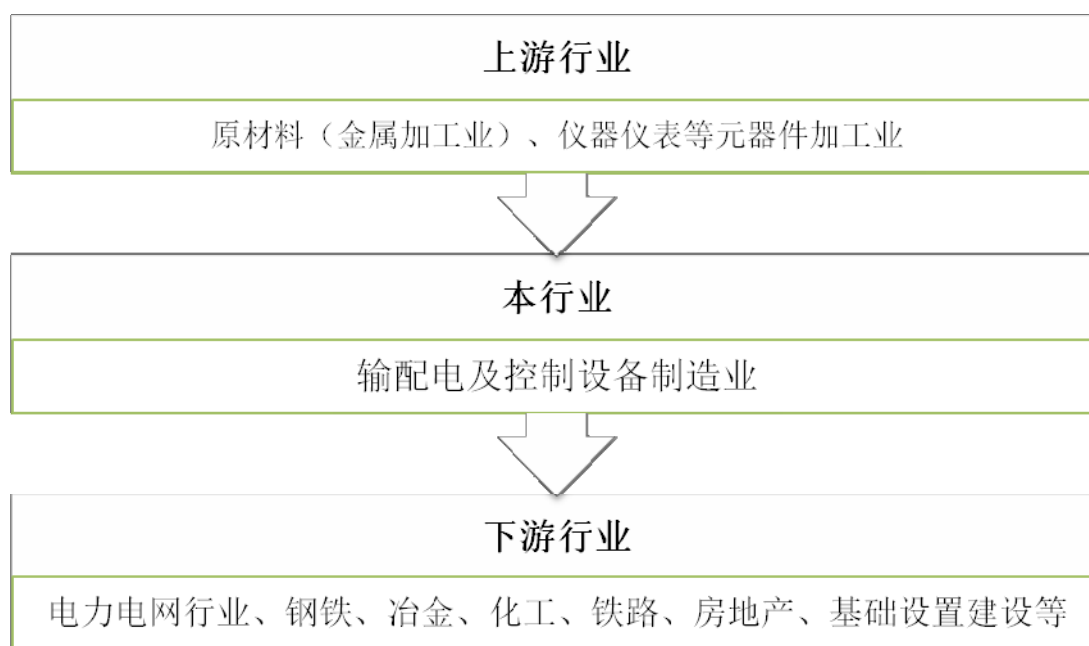 上游行业
原材料（金属加工业）、仪器仪表等元器件加工业
本行业
输配电及控制设备制造业
下游行业
电力电网行业、钢铁、冶金、化工、铁路、房地产、基础设置建设等